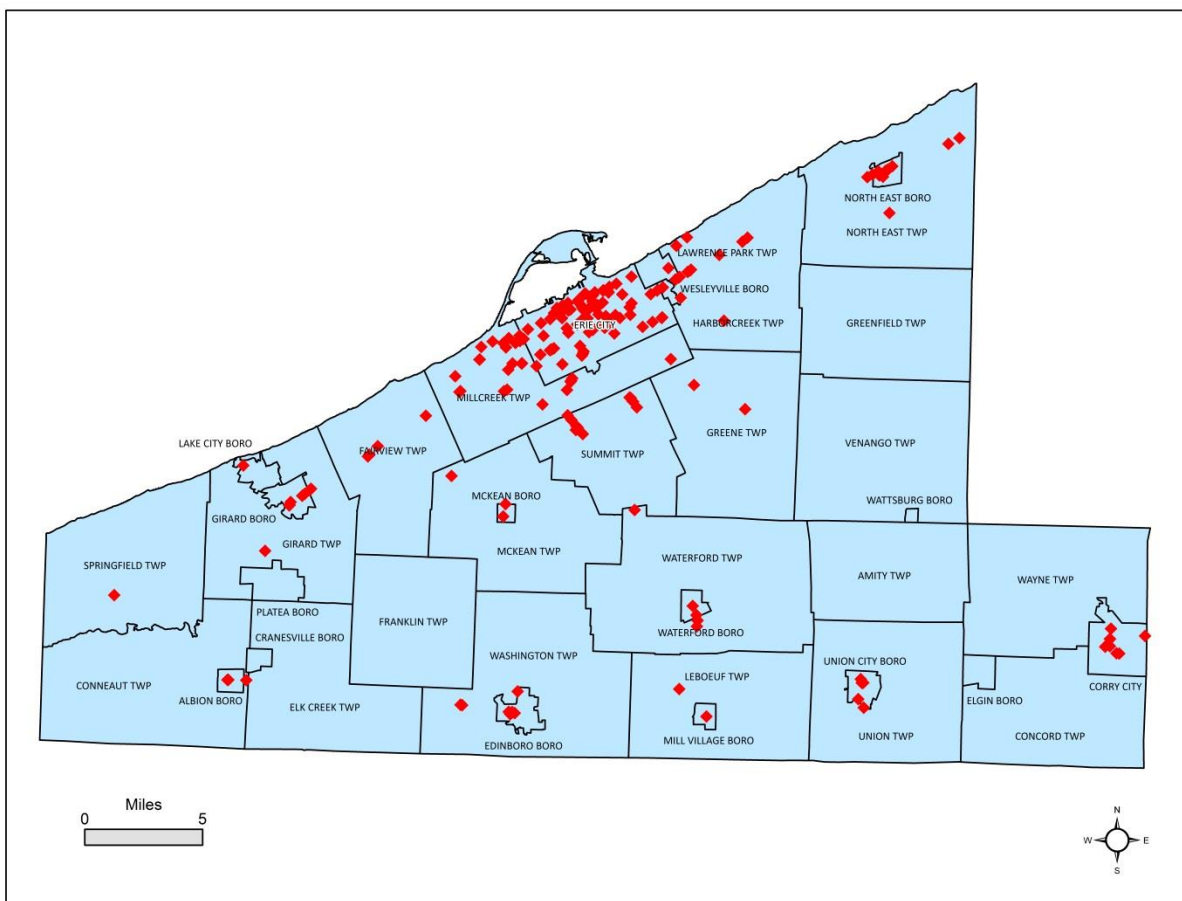 NORTH EAST BORO
NORTH EAST TWP
LAWRENCE PARK TWP
WESLEYVILLE BORO
ERIE CITY
HARBORCREEK TWP
GREENFIELD TWP
MILLCREEK TWP
LAKE CITY BORO
FAIRVIEW TWP
SUMMIT TWP
GREENE TWP
VENANGO TWP
MCKEAN BORO
WATTSBURG BORO
GIRARD BORO
GIRARD TWP
MCKEAN TWP
WATERFORD TWP
SPRINGFIELD TWP
AMITY TWP
WAYNE TWP
PLATEA BORO
FRANKLIN TWP
CRANESVILLE BORO
WATERFORD BORO
WASHINGTON TWP
UNION CITY BORO
CONNEAUT TWP
LEBOEUF TWP
CORRY CITY
ALBION BORO
ELK CREEK TWP
ELGIN BORO
EDINBORO BORO
MILL VILLAGE BORO
UNION TWP
CONCORD TWP
Miles
0 5
N
W E
S